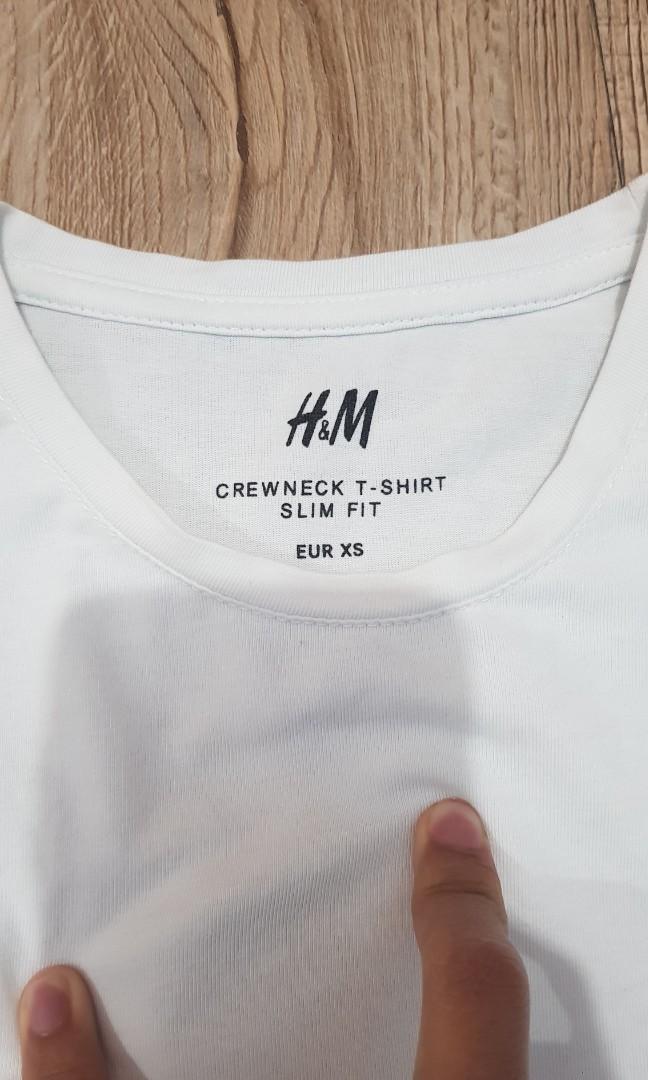 H&M
CREWNECK T-SHIRT
SLIM FIT
EUR XS